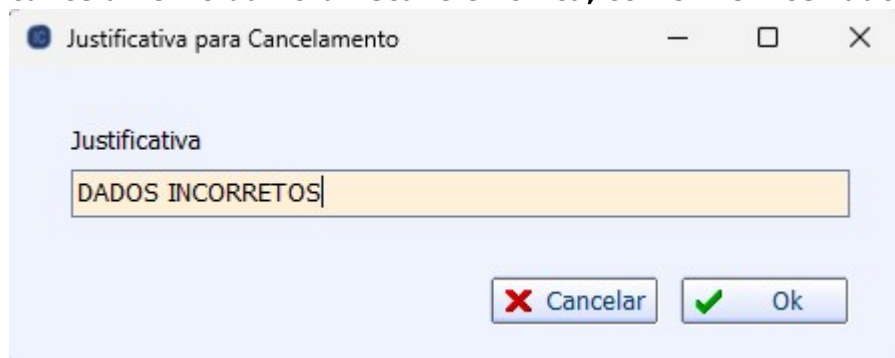 Justificativa para Cancelamento
Justificativa
DADOS INCORRETOS
Cancelar Ok